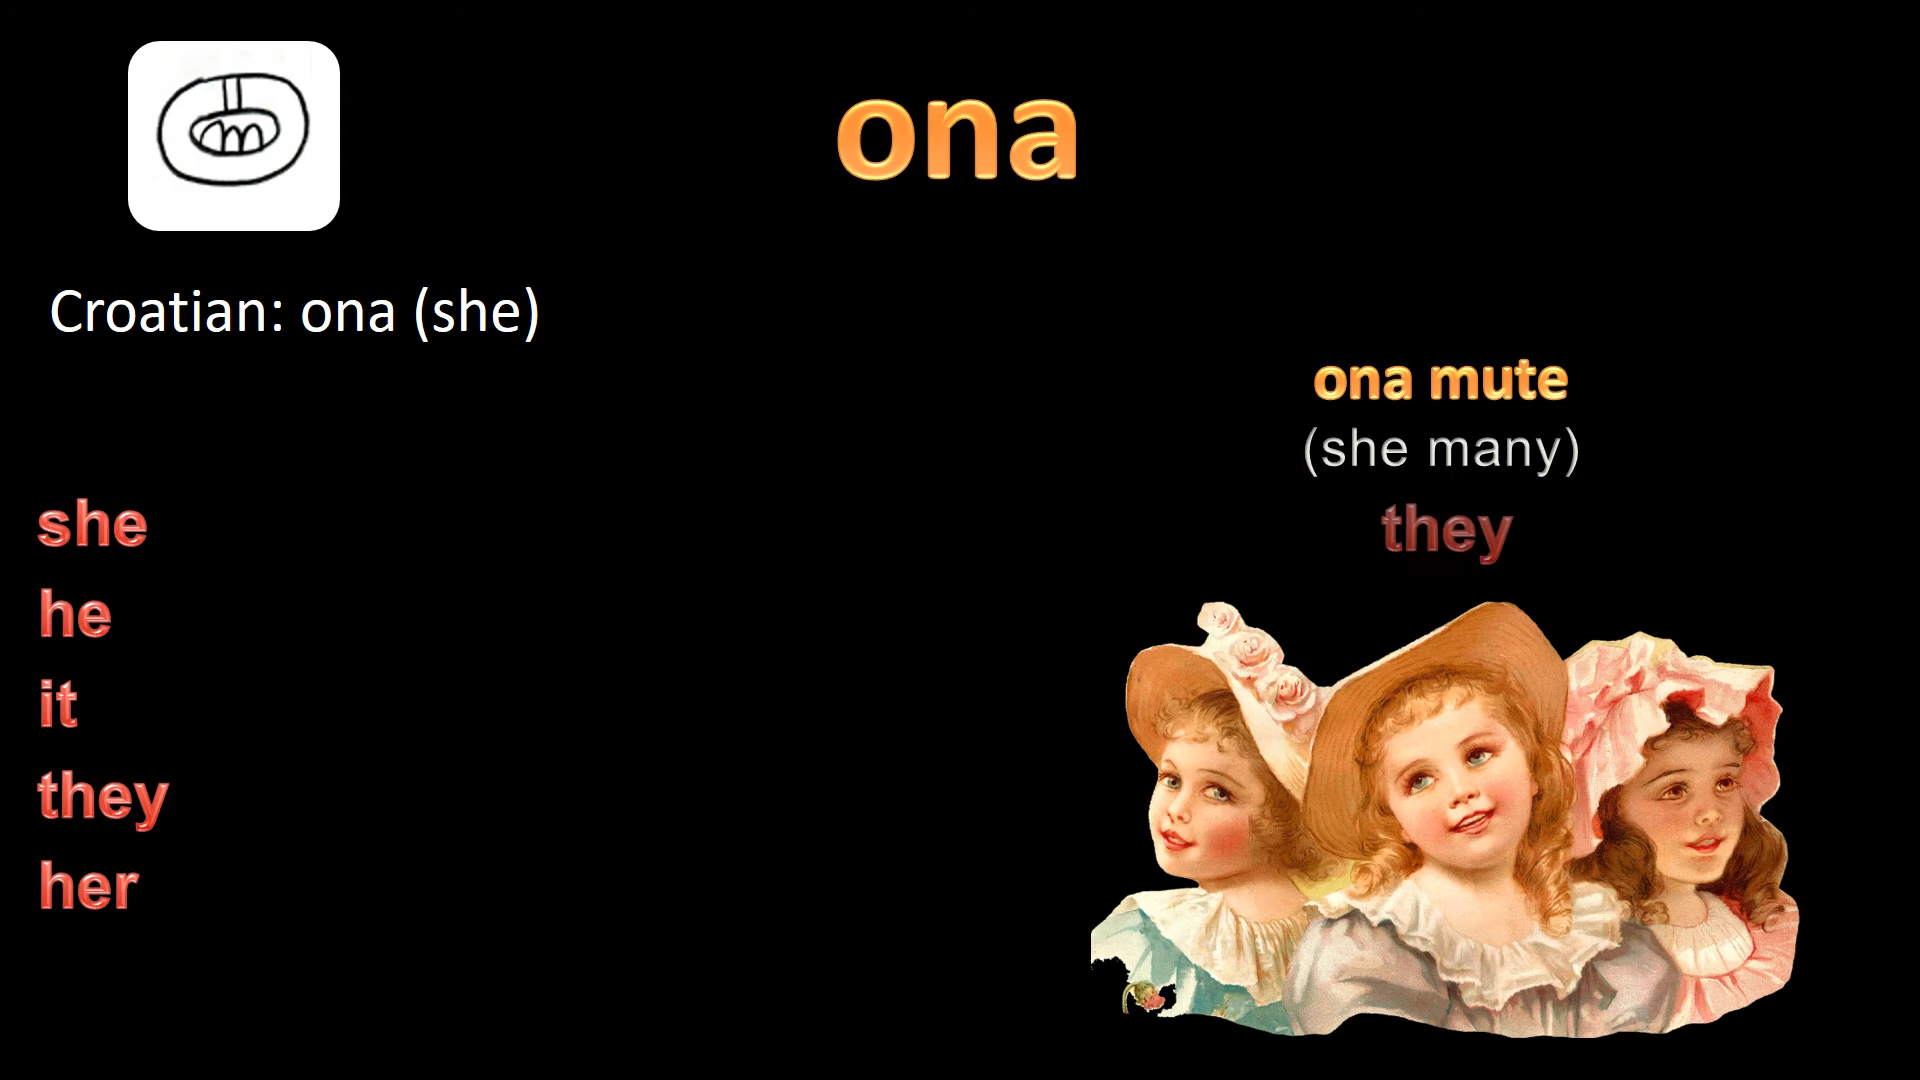 ona
Croatian: ona (she)
ona mute
(she many)
they
she
he
it
they
her